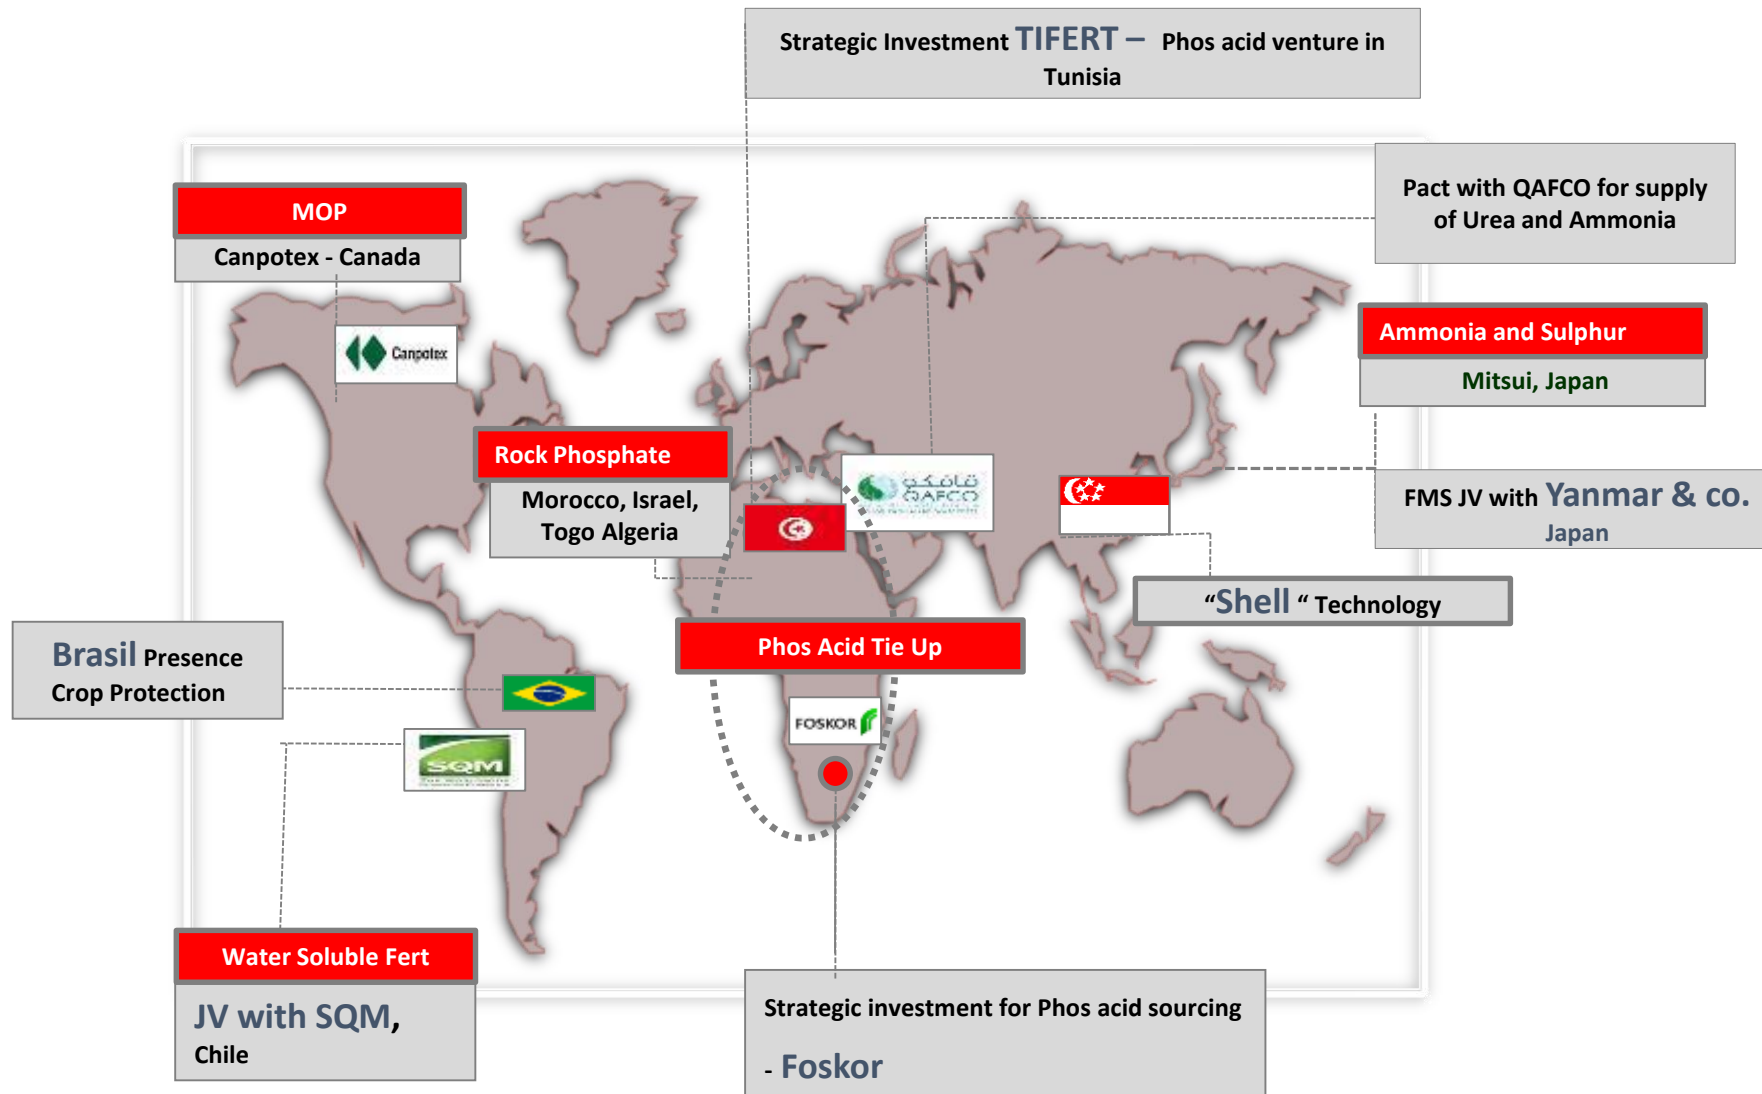 Strategic Investment TIFERT – Phos acid venture in
Tunisia
Pact with QAFCO for supply
of Urea and Ammonia
MOP
Canpotex - Canada
Canpotex
Ammonia and Sulphur
Mitsui, Japan
Rock Phosphate
Morocco, Israel,
Togo Algeria
قافكو
QAFCO
FMS JV with Yanmar & co.
Japan
“Shell “ Technology
Phos Acid Tie Up
Brasil Presence
Crop Protection
FOSKOR
SQM
Water Soluble Fert
JV with SQM,
Chile
Strategic investment for Phos acid sourcing
- Foskor